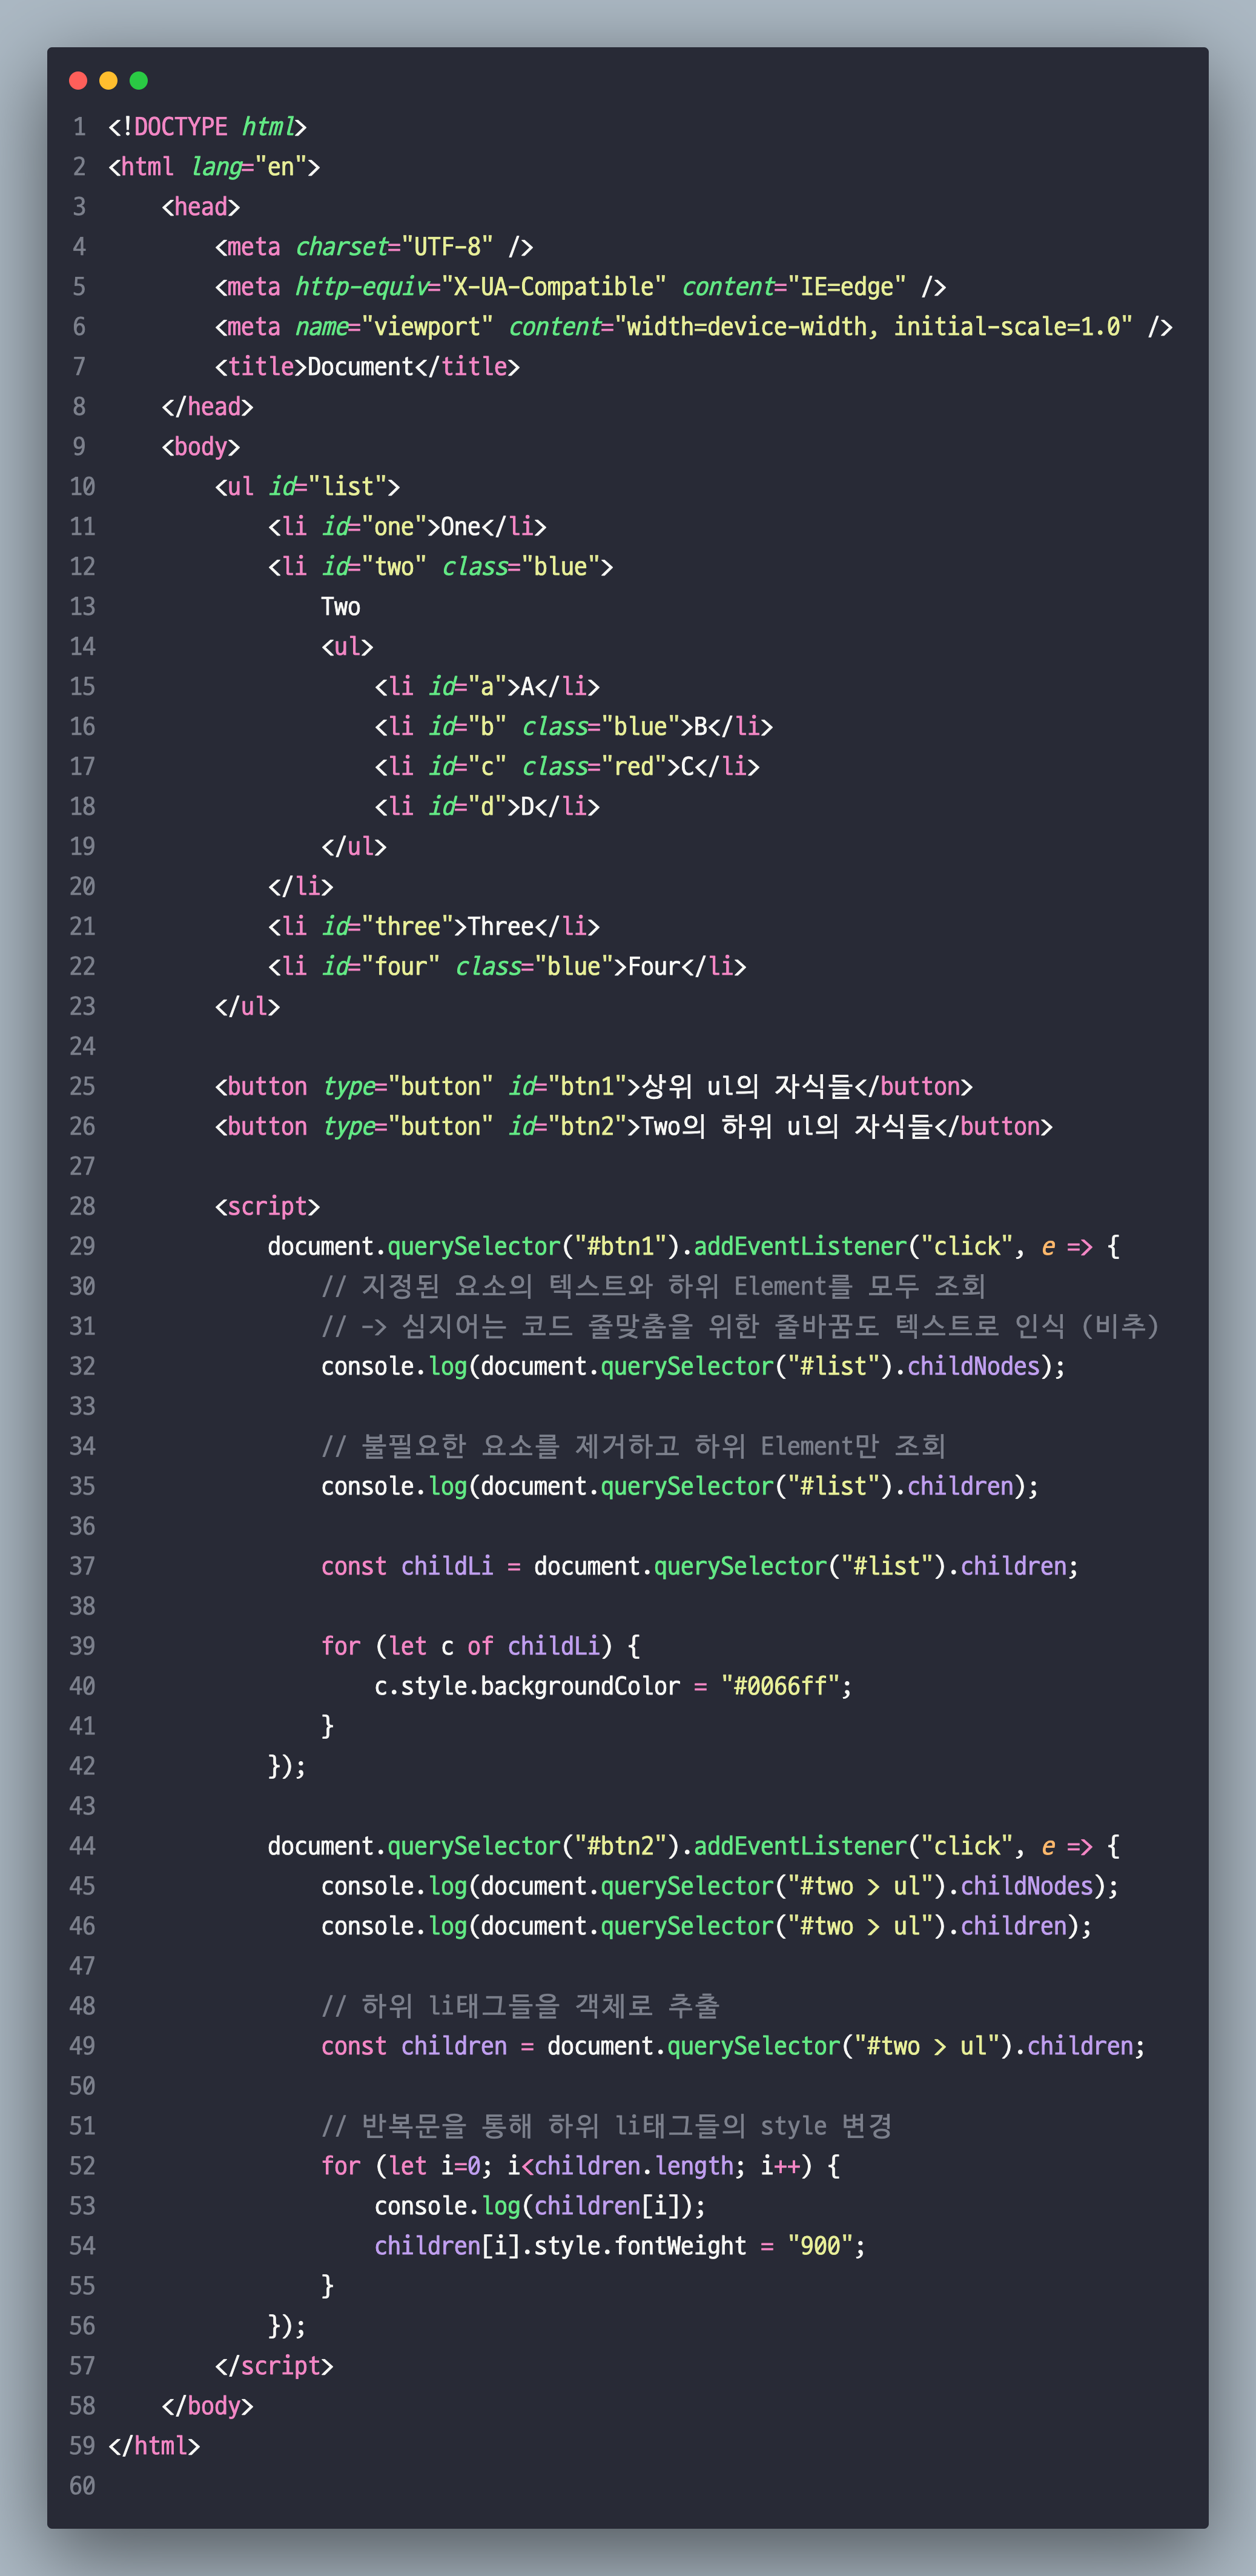 1 <!DOCTYPE html>
2 <html lang="en">
3     <head>
4         <meta charset="UTF-8" />
5         <meta http-equiv="X-UA-Compatible" content="IE=edge" />
6         <meta name="viewport" content="width=device-width, initial-scale=1.0" />
7         <title>Document</title>
8     </head>
9     <body>
10         <ul id="list">
11             <li id="one">One</li>
12             <li id="two" class="blue">
13                 Two
14                 <ul>
15                     <li id="a">A</li>
16                     <li id="b" class="blue">B</li>
17                     <li id="c" class="red">C</li>
18                     <li id="d">D</li>
19                 </ul>
20             </li>
21             <li id="three">Three</li>
22             <li id="four" class="blue">Four</li>
23         </ul>
24
25         <button type="button" id="btn1">상위 ul의 자식들</button>
26         <button type="button" id="btn2">Two의 하위 ul의 자식들</button>
27
28         <script>
29             document.querySelector("#btn1").addEventListener("click", e => {
30                 // 지정된 요소의 텍스트와 하위 Element를 모두 조회
31                 // -> 심지어는 코드 줄맞춤을 위한 줄바꿈도 텍스트로 인식 (비추)
32                 console.log(document.querySelector("#list").childNodes);
33
34                 // 불필요한 요소를 제거하고 하위 Element만 조회
35                 console.log(document.querySelector("#list").children);
36
37                 const childLi = document.querySelector("#list").children;
38
39                 for (let c of childLi) {
40                     c.style.backgroundColor = "#0066ff";
41                 }
42             });
43
44             document.querySelector("#btn2").addEventListener("click", e => {
45                 console.log(document.querySelector("#two > ul").childNodes);
46                 console.log(document.querySelector("#two > ul").children);
47
48                 // 하위 li태그들을 객체로 추출
49                 const children = document.querySelector("#two > ul").children;
50
51                 // 반복문을 통해 하위 li태그들의 style 변경
52                 for (let i=0; i<children.length; i++) {
53                     console.log(children[i]);
54                     children[i].style.fontWeight = "900";
55                 }
56             });
57         </script>
58     </body>
59 </html>
60